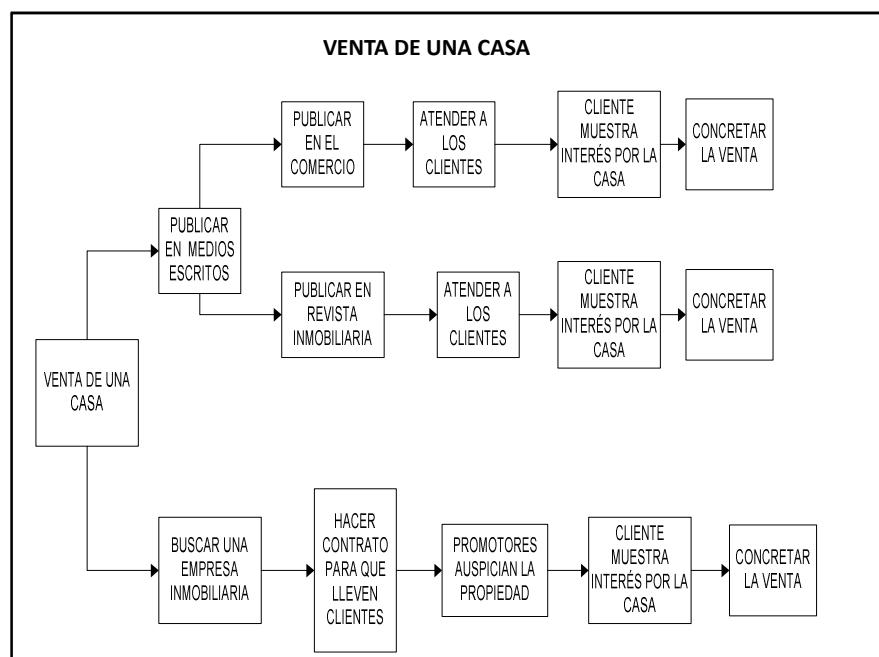 VENTA DE UNA CASA
PUBLICAR
EN EL
COMERCIO
ATENDER A
LOS
CLIENTES
CLIENTE
MUESTRA
INTERÉS POR LA
CASA
CONCRETAR
LA VENTA
PUBLICAR
EN MEDIOS
ESCRITOS
PUBLICAR EN
REVISTA
INMOBILIARIA
ATENDER A
LOS
CLIENTES
CLIENTE
MUESTRA
INTERÉS POR LA
CASA
CONCRETAR
LA VENTA
VENTA DE UNA
CASA
BUSCAR UNA
EMPRESA
INMOBILIARIA
HACER
CONTRATO
PARA QUE
LLEVEN
CLIENTES
PROMOTORES
AUSPICIAN LA
PROPIEDAD
CLIENTE
MUESTRA
INTERÉS POR LA
CASA
CONCRETAR
LA VENTA